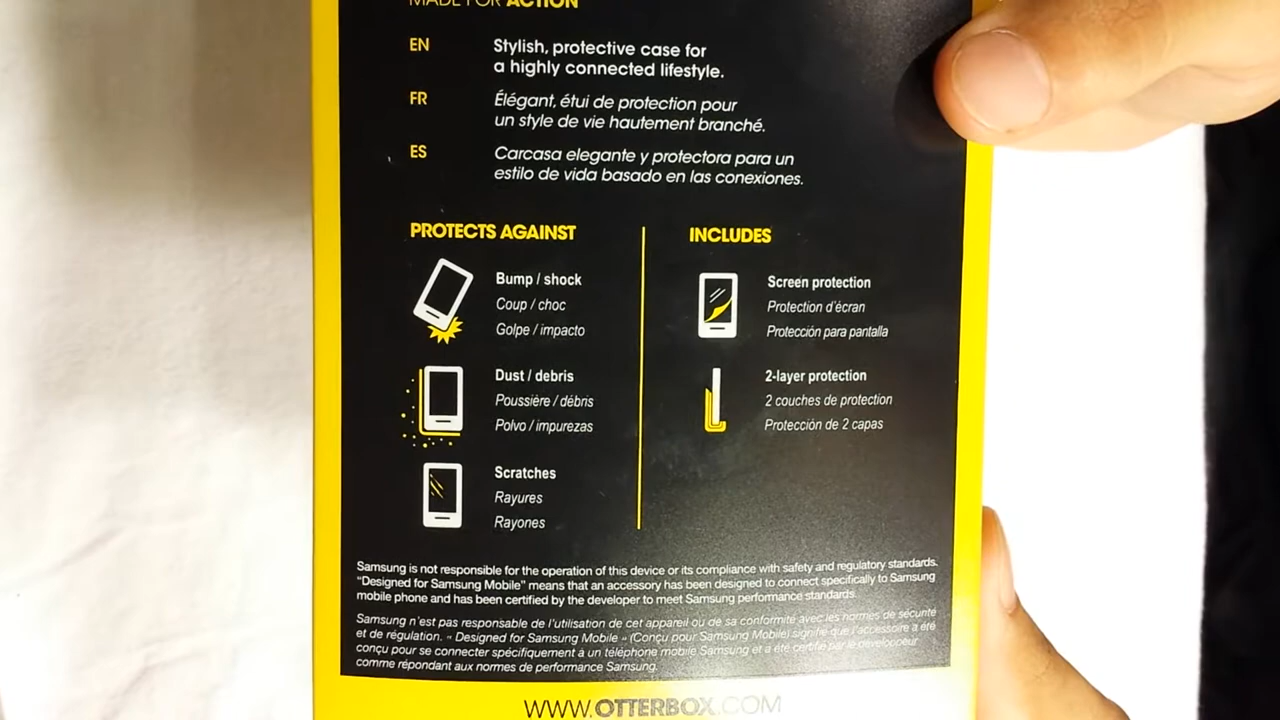 MADE FOR ACTION
EN
Stylish, protective case for
a highly connected lifestyle.
FR
Élégant, étui de protection pour
un style de vie hautement branché.
ES
Carcasa elegante y protectora para un
estilo de vida basado en las conexiones.
PROTECTS AGAINST
Bump / shock
Coup / choc
Golpe / impacto
Dust / debris
Poussière / débris
Polvo / impurezas
Scratches
Rayures
Rayones
INCLUDES
Screen protection
Protection d'écran
Protección para pantalla
2-layer protection
2 couches de protection
Protección de 2 capas
Samsung is not responsible for the operation of this device or its compliance with safety and regulatory standards.
"Designed for Samsung Mobile" means that an accessory has been designed to connect specifically to Samsung
mobile phone and has been certified by the developer to meet Samsung performance standards.
Samsung n'est pas responsable de l'utilisation de cet appareil ou de sa conformité avec les normes de sécurité
et de régulation. « Designed for Samsung Mobile » (Conçu pour Samsung Mobile) signifie que l'accessoire a été
conçu pour se connecter spécifiquement à un téléphone mobile Samsung et a été certifié par le développeur
comme répondant aux normes de performance Samsung.
WWW.OTTERBOX.COM